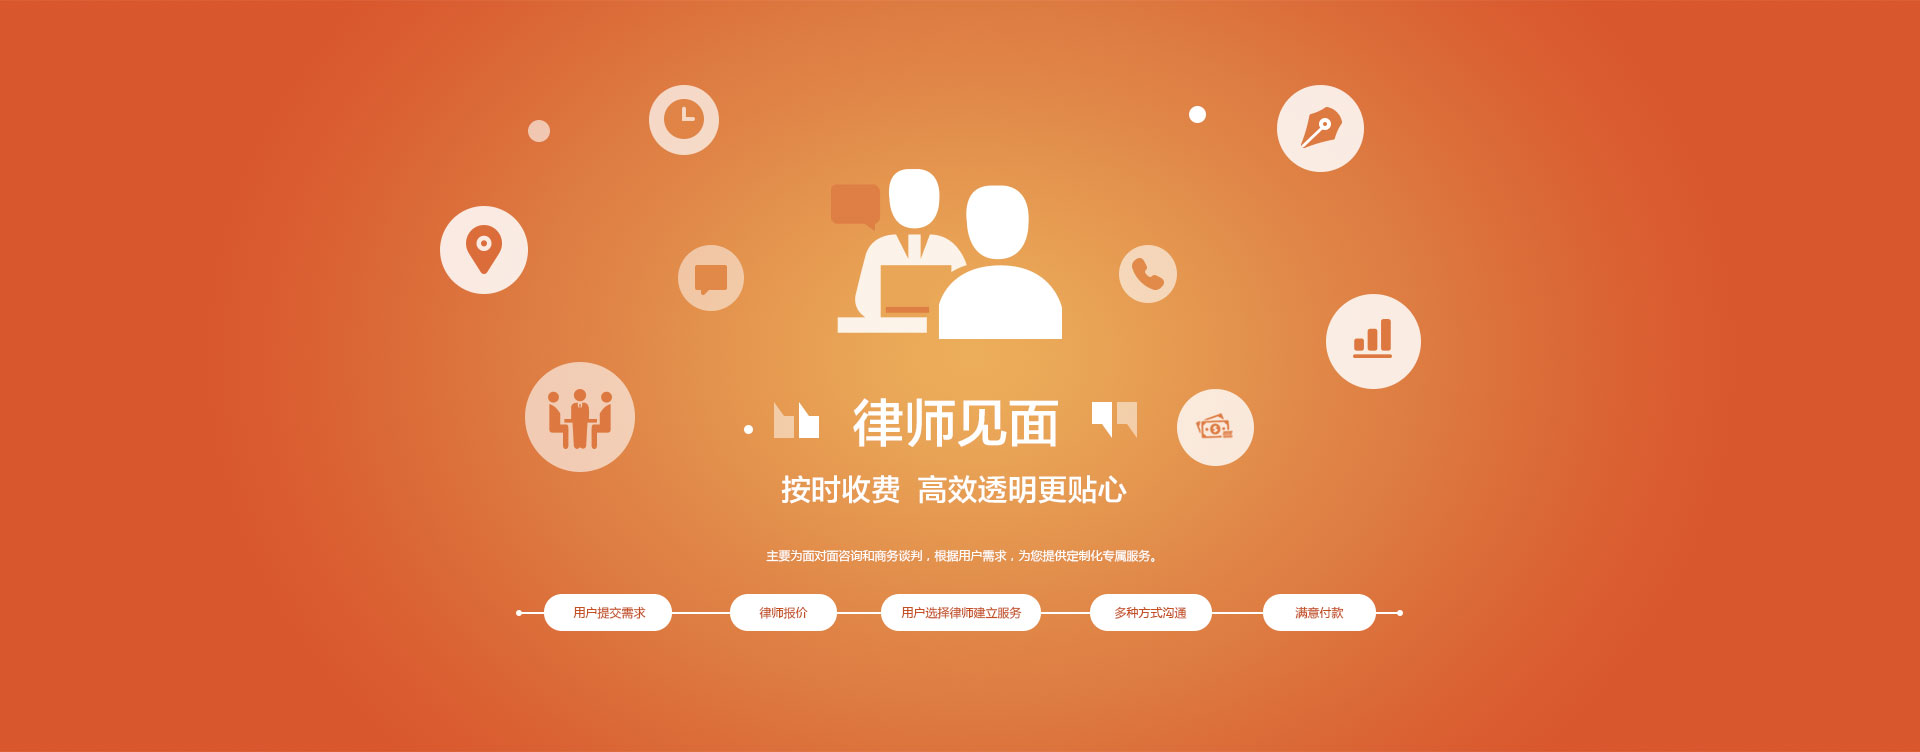 律师见面
按时收费 高效透明更贴心
主要为面对面咨询和商务谈判，根据用户需求，为您提供定制化专属服务。
用户提交需求 律师报价 用户选择律师建立服务 多种方式沟通 满意付款